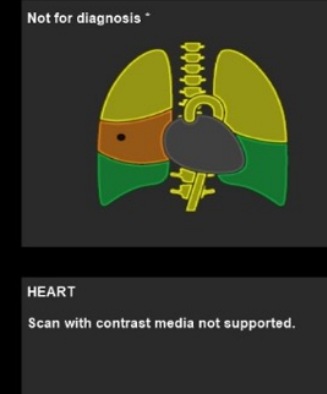 Not for diagnosis *
HEART
Scan with contrast media not supported.